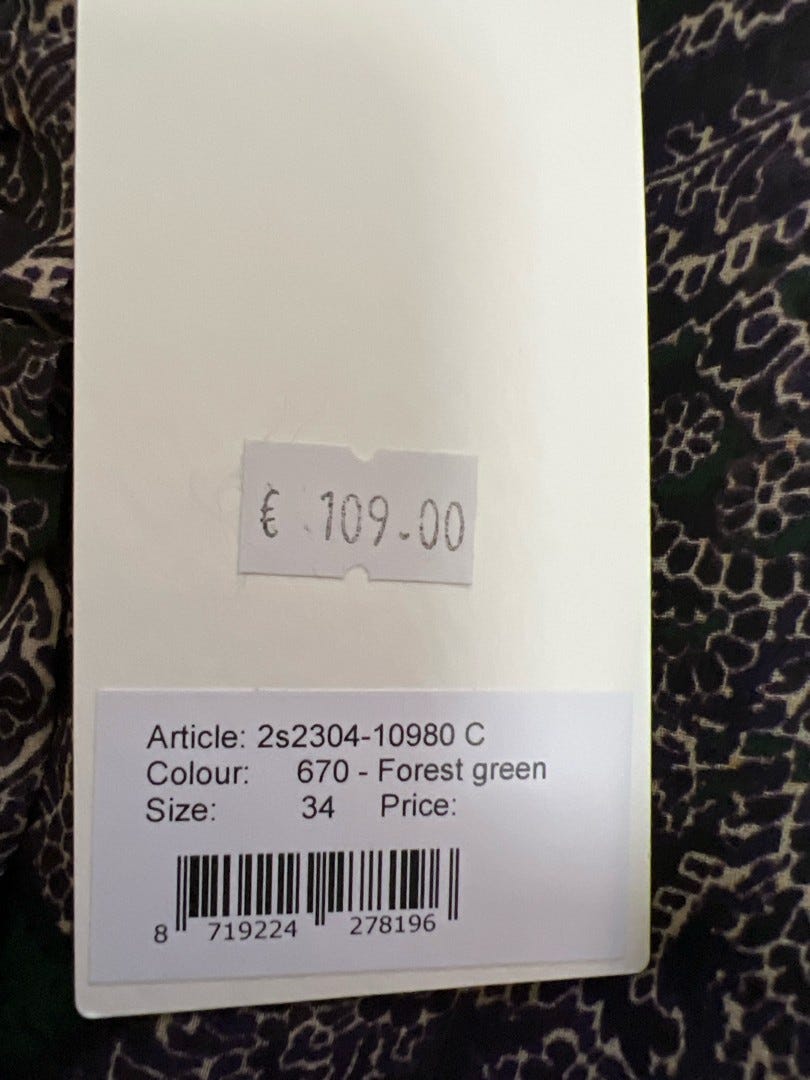 € 109.00
Article: 2s2304-10980 C
Colour: 670 - Forest green
Size: 34 Price:
8 719224 278196